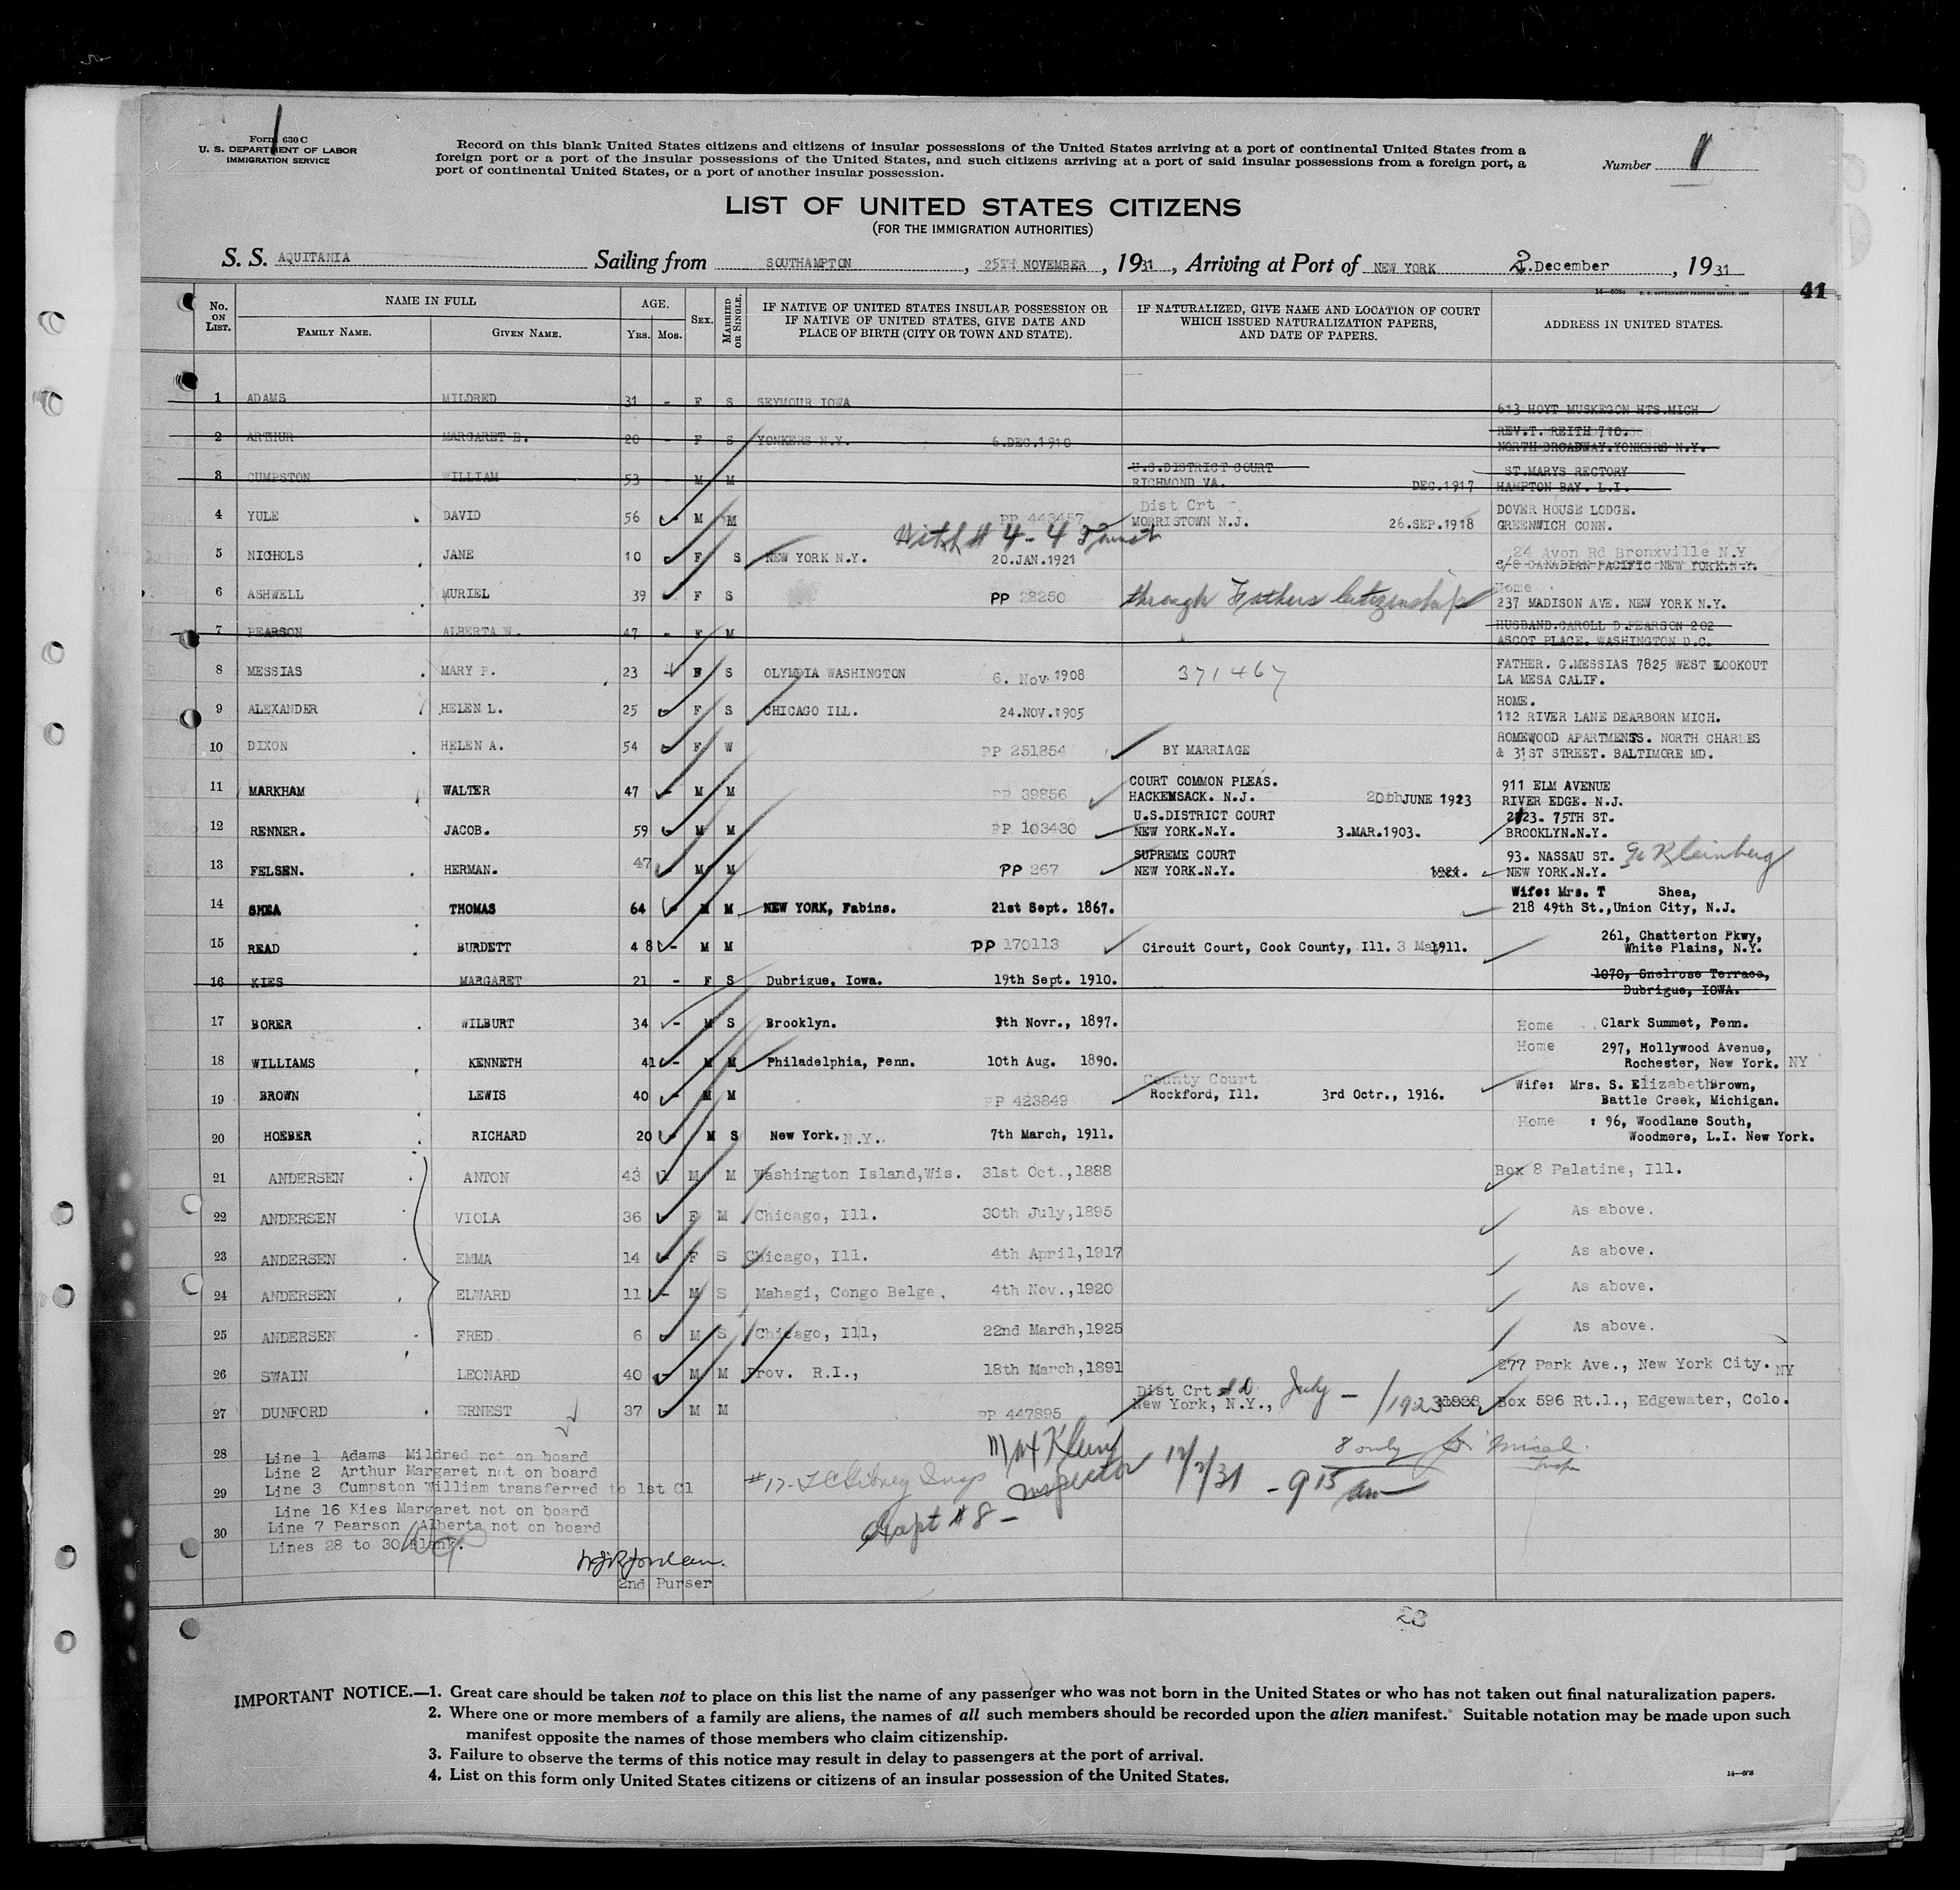 Form 630 C
U. S. DEPARTMENT OF LABOR
IMMIGRATION SERVICE
Record on this blank United States citizens and citizens of insular possessions of the United States arriving at a port of continental United States from a
foreign port or a port of the insular possessions of the United States, and such citizens arriving at a port of said insular possessions from a foreign port, a
port of continental United States, or a port of another insular possession.
Number 1
LIST OF UNITED STATES CITIZENS
(FOR THE IMMIGRATION AUTHORITIES)
S. S. AQUITANIA Sailing from SOUTHAMPTON, 25TH NOVEMBER, 1931, Arriving at Port of NEW YORK 2.December, 1931
41
No. ON LIST. NAME IN FULL FAMILY NAME. GIVEN NAME. AGE. Yrs. Mos. SEX. MARRIED OR SINGLE. IF NATIVE OF UNITED STATES INSULAR POSSESSION OR IF NATIVE OF UNITED STATES, GIVE DATE AND PLACE OF BIRTH (CITY OR TOWN AND STATE). IF NATURALIZED, GIVE NAME AND LOCATION OF COURT WHICH ISSUED NATURALIZATION PAPERS, AND DATE OF PAPERS. ADDRESS IN UNITED STATES.
1 ADAMS MILDRED 31 - F S SEYMOUR IOWA 613 HOYT MUSKEGON HTS.MICH
2 ARTHUR MARGARET E. 20 - F S YONKERS N.Y. 6.DEC.1910 REV.T. REITH 710.
NORTH BROADWAY.YONKERS N.Y.
3 CUMPSTON WILLIAM 53 - M M U.S.DISTRICT COURT ST.MARYS RECTORY
RICHMOND VA. DEC.1917 HAMPTON BAY. L.I.
4 YULE DAVID 56 - M M PP 443457 Dist Crt DOVER HOUSE LODGE.
MORRISTOWN N.J. 26.SEP.1918 GREENWICH CONN.
With # 4 - 4
5 NICHOLS JANE 10 F S NEW YORK N.Y. 20.JAN.1921 24 Avon Rd Bronxville N.Y
C/O CANADIAN PACIFIC NEW YORK.N.Y.
6 ASHWELL MURIEL 39 F S PP 28250 through Fathers Citizenship Home
237 MADISON AVE. NEW YORK N.Y.
7 PEARSON ALBERTA W. 47 - F M HUSBAND.CAROLL D.PEARSON 202
ASCOT PLACE. WASHINGTON D.C.
8 MESSIAS MARY P. 23 F S OLYMPIA WASHINGTON 6. Nov 1908 371467 FATHER. G.MESSIAS 7825 WEST LOOKOUT
LA MESA CALIF.
9 ALEXANDER HELEN L. 25 F S CHICAGO ILL. 24.NOV.1905 HOME.
112 RIVER LANE DEARBORN MICH.
10 DIXON HELEN A. 54 F W PP 251854 BY MARRIAGE HOMEWOOD APARTMENTS. NORTH CHARLES
& 31ST STREET. BALTIMORE MD.
11 MARKHAM WALTER 47 - M M PP 39856 COURT COMMON PLEAS. 911 ELM AVENUE
HACKENSACK. N.J. 20th JUNE 1923 RIVER EDGE. N.J.
12 RENNER. JACOB. 59 M M PP 103430 U.S.DISTRICT COURT 2123. 75TH ST.
NEW YORK.N.Y. 3.MAR.1903. BROOKLYN.N.Y.
13 FELSEN. HERMAN. 47 M M PP 267 SUPREME COURT 93. NASSAU ST. Kleinberg
NEW YORK.N.Y. 1921. NEW YORK.N.Y.
14 SHEA THOMAS 64 - M M NEW YORK, Fabins. 21st Sept. 1867. Wife: Mrs. T Shea,
218 49th St.,Union City, N.J.
15 READ BURDETT 48 - M M PP 170113 Circuit Court, Cook County, Ill. 3 May 1911. 261, Chatterton Pkwy,
White Plains, N.Y.
16 KIES MARGARET 21 - F S Dubrigue, Iowa. 19th Sept. 1910. 1070, Snelrose Terrace,
Dubrigue, IOWA.
17 BORER WILBURT 34 - M S Brooklyn. 9th Novr., 1897. Home Clark Summet, Penn.
18 WILLIAMS KENNETH 41 - M M Philadelphia, Penn. 10th Aug. 1890. Home 297, Hollywood Avenue,
Rochester, New York. NY
19 BROWN LEWIS 40 - M M PP 423849 County Court Wife: Mrs. S. Elizabeth Brown,
Rockford, Ill. 3rd Octr., 1916. Battle Creek, Michigan.
20 HOEBER RICHARD 20 - M S New York. N.Y. 7th March, 1911. Home : 96, Woodlane South,
Woodmere, L.I. New York.
21 ANDERSEN ANTON 43 M M Washington Island,Wis. 31st Oct.,1888 Box 8 Palatine, Ill.
22 ANDERSEN VIOLA 36 - F M Chicago, Ill. 30th July,1895 As above.
23 ANDERSEN EMMA 14 - F S Chicago, Ill. 4th April,1917 As above.
24 ANDERSEN ELWARD 11 - M S Mahagi, Congo Belge. 4th Nov.,1920 As above.
25 ANDERSEN FRED 6 M S Chicago, Ill, 22nd March,1925 As above.
26 SWAIN LEONARD 40 - M M Prov. R.I., 18th March,1891 277 Park Ave., New York City. NY
27 DUNFORD ERNEST 37 M M PP 447895 Dist Crt S D
New York, N.Y., July - /1923 Box 596 Rt.1., Edgewater, Colo.
28 Line 1 Adams Mildred not on board
Line 2 Arthur Margaret not on board
29 Line 3 Cumpston William transferred to 1st Cl
Line 16 Kies Margaret not on board
30 Line 7 Pearson Alberta not on board
Lines 28 to 30 Blank.
2nd Purser
#17-
Inspector 12/2/31 - 9 15 am
8 only
# 8 -
23
IMPORTANT NOTICE.—1. Great care should be taken not to place on this list the name of any passenger who was not born in the United States or who has not taken out final naturalization papers.
2. Where one or more members of a family are aliens, the names of all such members should be recorded upon the alien manifest. Suitable notation may be made upon such
manifest opposite the names of those members who claim citizenship.
3. Failure to observe the terms of this notice may result in delay to passengers at the port of arrival.
4. List on this form only United States citizens or citizens of an insular possession of the United States.